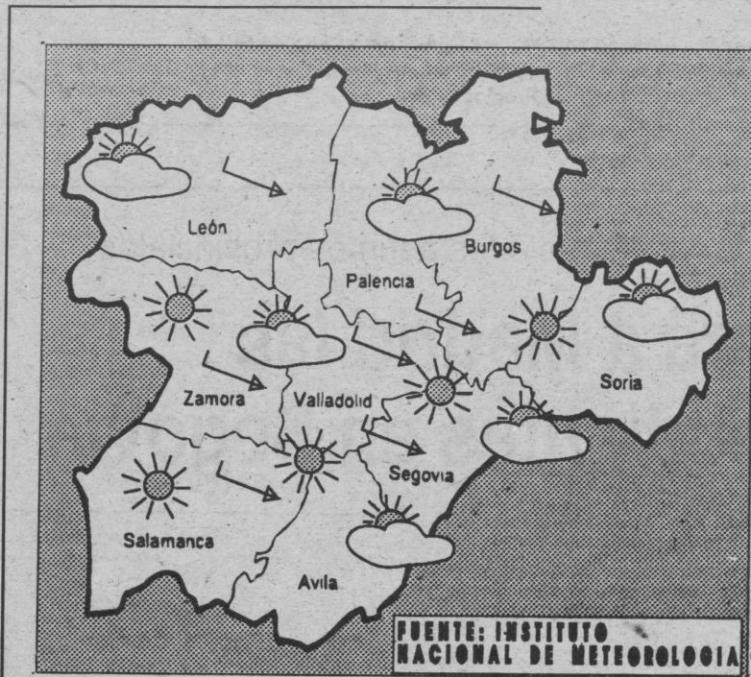 León
Burgos
Palencia
Zamora
Valladolid
Soria
Segovia
Salamanca
Avila
FUENTE: INSTITUTO
NACIONAL DE METEOROLOGIA